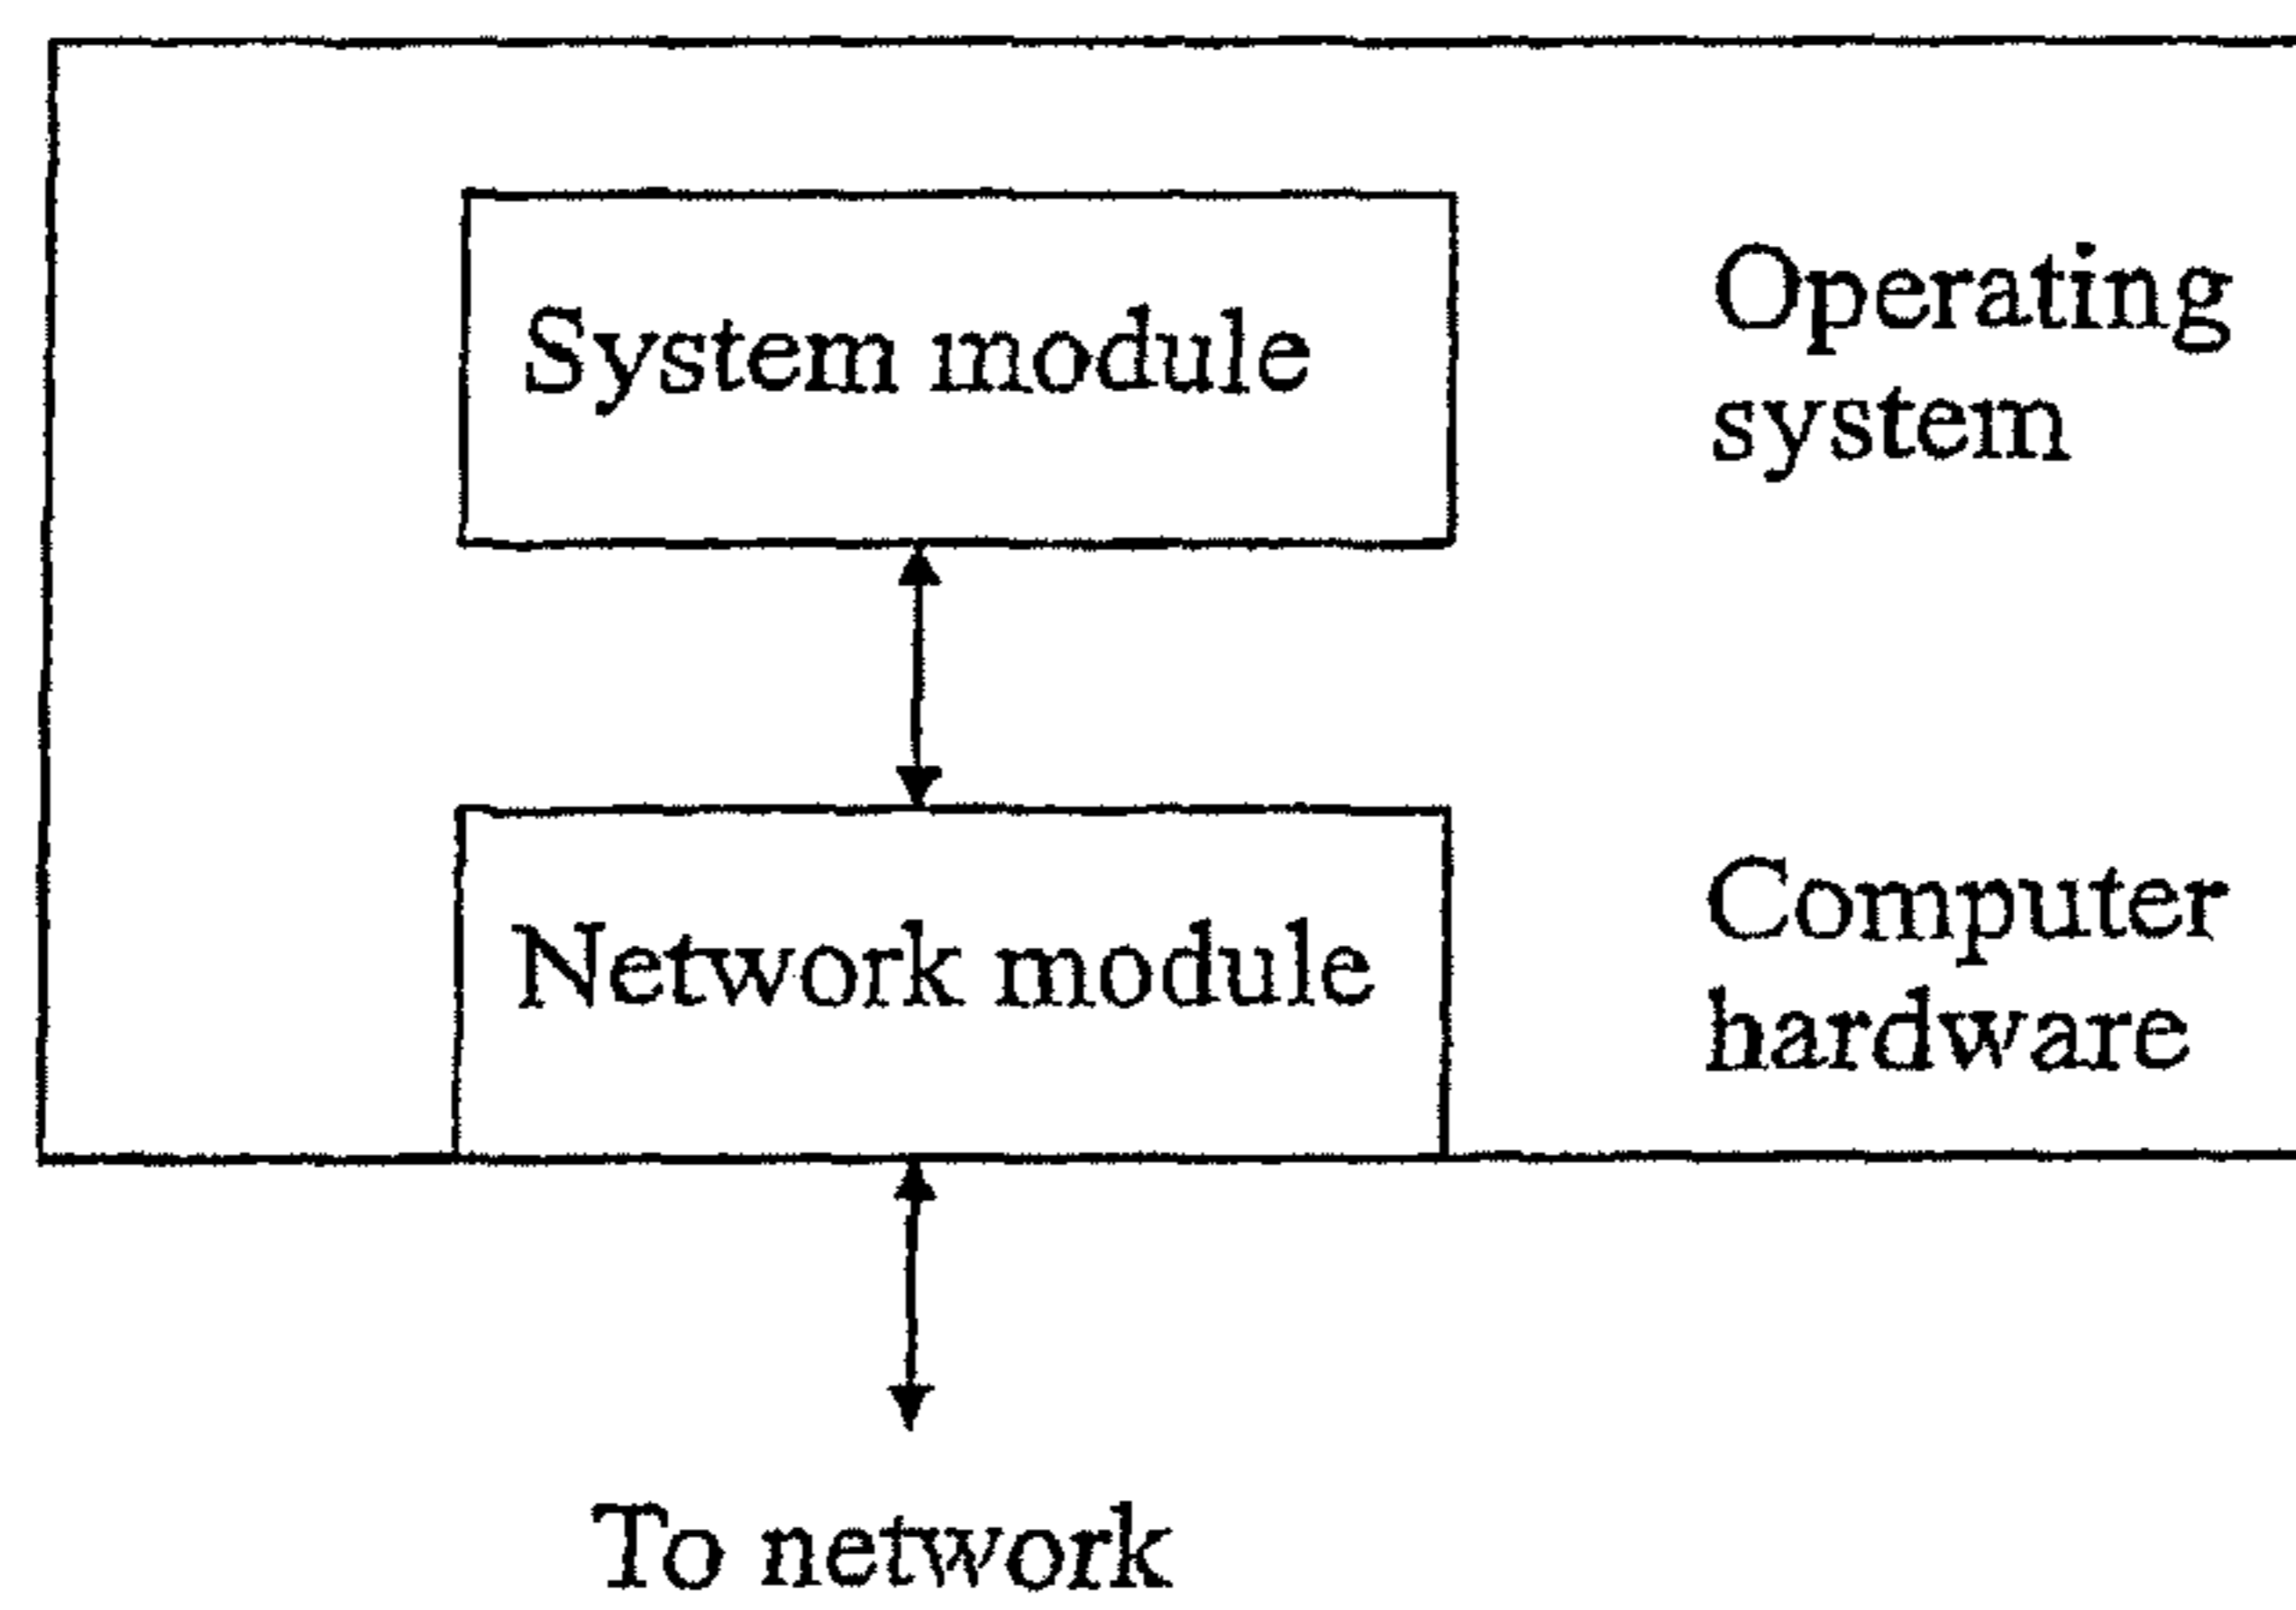 System module
Operating
system
Network module
Computer
hardware
To network